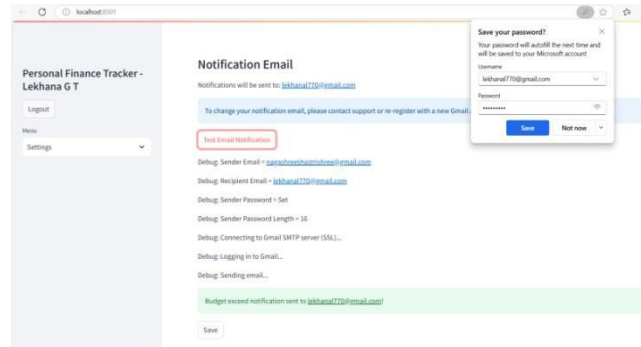 localhost:8501
Save your password?
Your password will autofill the next time and
will be saved to your Microsoft account
Username
lekhanal770@gmail.com
Password
Save
Not now
Personal Finance Tracker -
Lekhana G T
Logout
Menu
Settings
Notification Email
Notifications will be sent to: lekhanal770@gmail.com
To change your notification email, please contact support or re-register with a new Gmail
Test Email Notification
Debug: Sender Email = nagashreeshastrishree@gmail.com
Debug: Recipient Email = lekhanal770@gmail.com
Debug: Sender Password = Set
Debug: Sender Password Length = 16
Debug: Connecting to Gmail SMTP server (SSL)...
Debug: Logging in to Gmail...
Debug: Sending email...
Budget exceed notification sent to lekhanal770@gmail.com!
Save